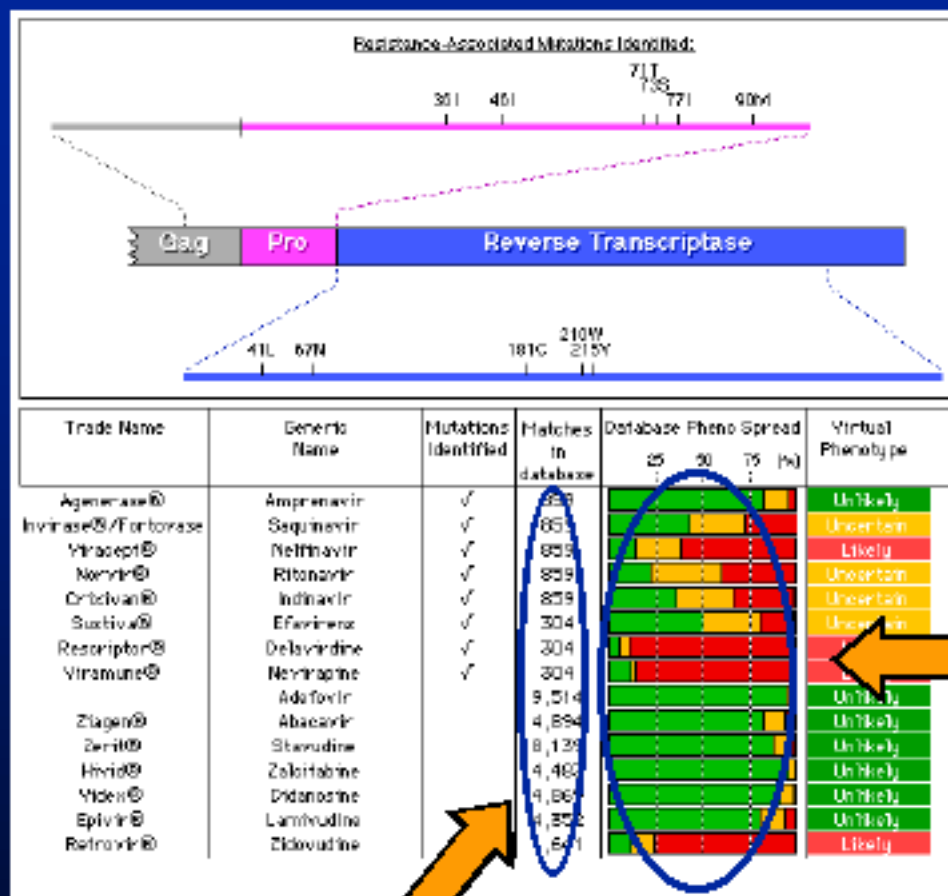 Resistance-Associated Mutations Identified:
71T
73S
46I 77I 90M
Gag Pro Reverse Transcriptase
210W
41L 67N 181C 215Y
Trade Name Generic Name Mutations Identified Matches in database Database Pheno Spread Virtual Phenotype
25 50 75 (%)
Agenerase® Amprenavir √ 859 Unlikely
Invirase®/Fortovase Saquinavir √ 859 Uncertain
Viracept® Nelfinavir √ 859 Likely
Norvir® Ritonavir √ 859 Uncertain
Crixivan® Indinavir √ 859 Uncertain
Sustiva® Efavirenz √ 304 Uncertain
Rescriptor® Delavirdine √ 304
Viramune® Nevirapine √ 304
Adefovir 9,514 Unlikely
Ziagen® Abacavir 4,894 Unlikely
Zerit® Stavudine 8,139 Unlikely
Hivid® Zalcitabine Unlikely
Videx® Didanosine Unlikely
Epivir® Lamivudine Unlikely
Retrovir® Zidovudine Likely